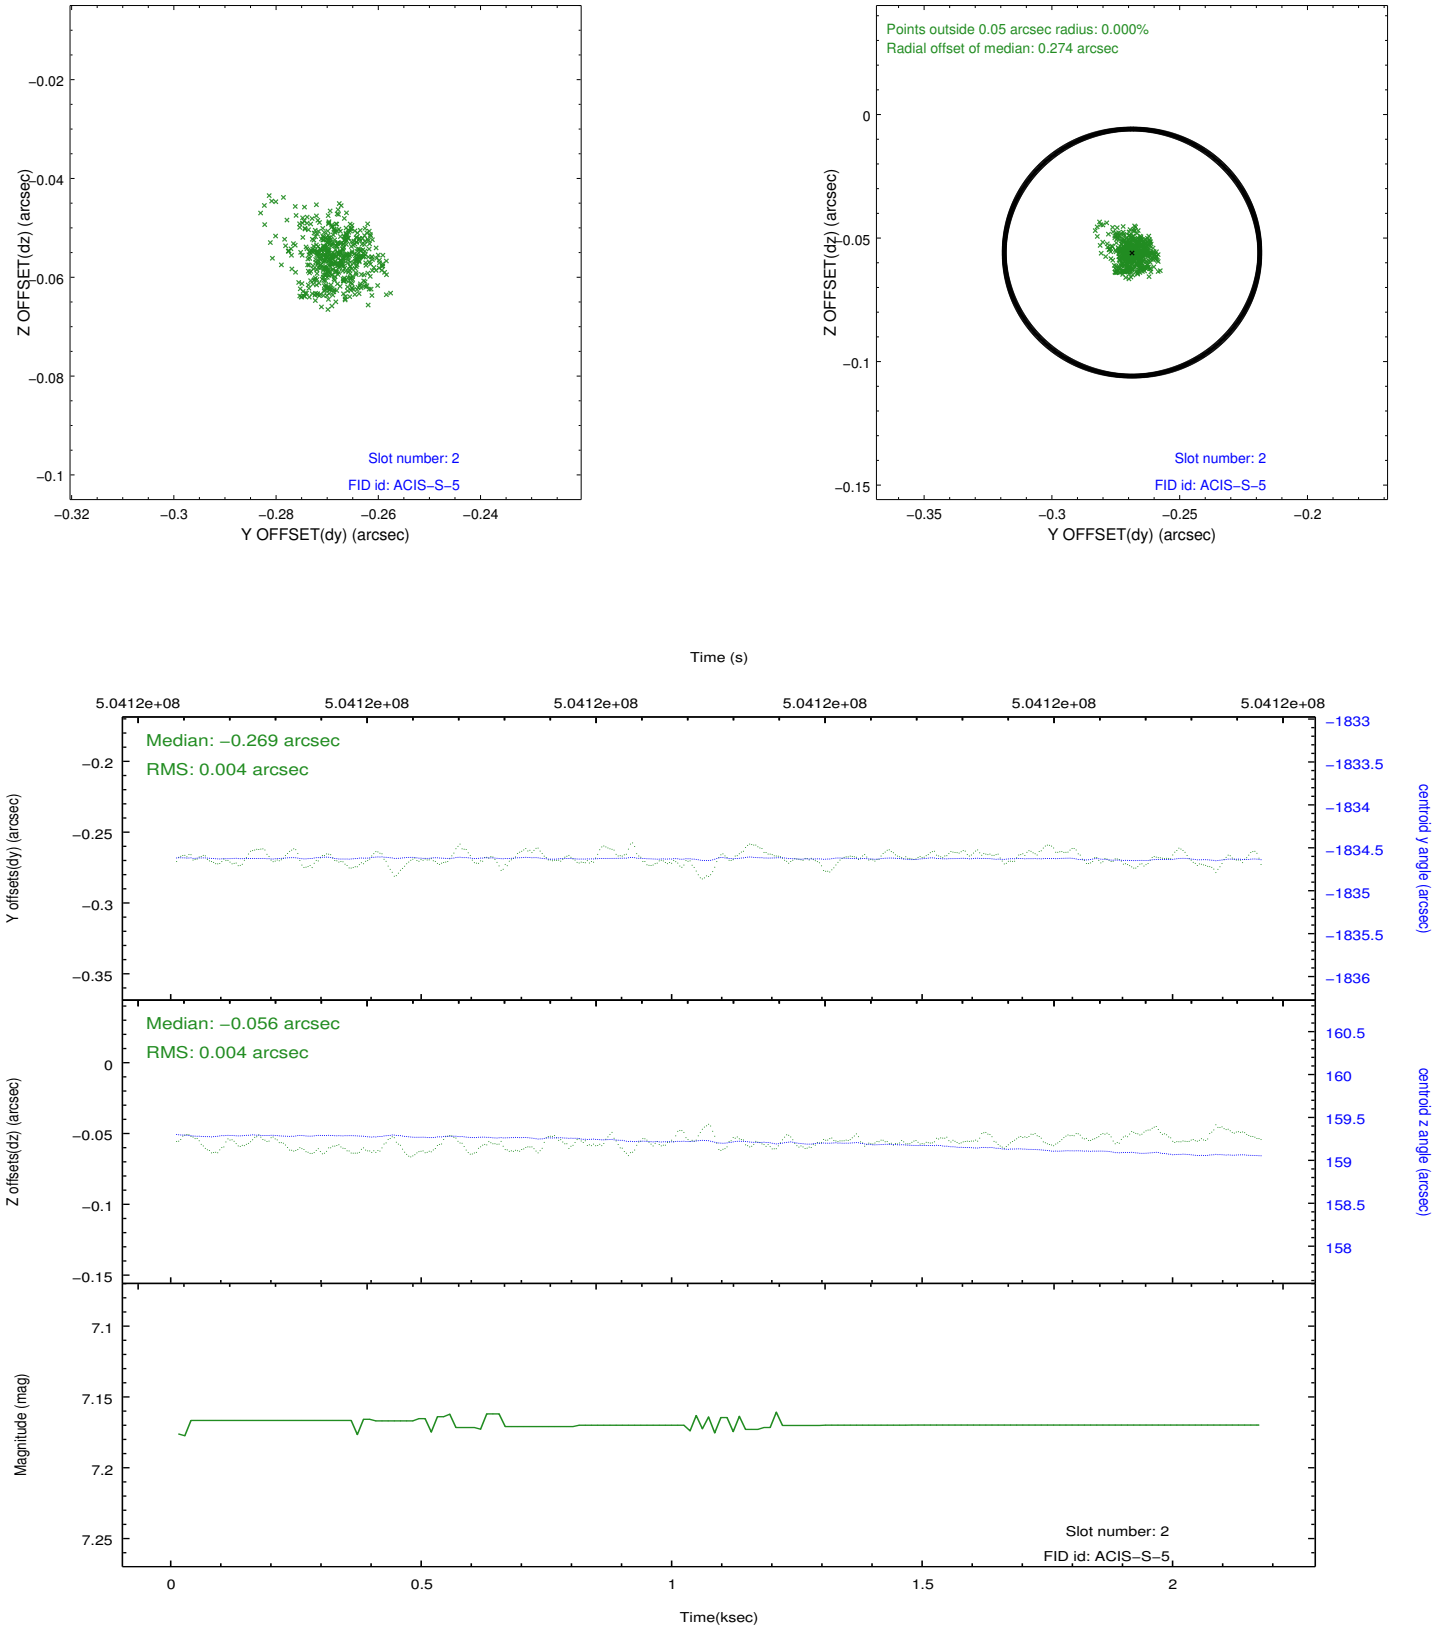 −0.02
−0.04
−0.06
−0.08
−0.1
Z OFFSET(dz) (arcsec)
Slot number: 2
FID id: ACIS−S−5
−0.32
−0.3
−0.28
−0.26
−0.24
Y OFFSET(dy) (arcsec)
Points outside 0.05 arcsec radius: 0.000%
Radial offset of median: 0.274 arcsec
0
−0.05
−0.1
−0.15
Z OFFSET(dz) (arcsec)
Slot number: 2
FID id: ACIS−S−5
−0.35
−0.3
−0.25
−0.2
Y OFFSET(dy) (arcsec)
Time (s)
5.0412e+08
5.0412e+08
5.0412e+08
5.0412e+08
5.0412e+08
5.0412e+08
Median: −0.269 arcsec
RMS: 0.004 arcsec
−0.2
−0.25
−0.3
−0.35
Y offsets(dy) (arcsec)
−1833
−1833.5
−1834
−1834.5
−1835
−1835.5
−1836
centroid y angle (arcsec)
Median: −0.056 arcsec
RMS: 0.004 arcsec
0
−0.05
−0.1
−0.15
Z offsets(dz) (arcsec)
160.5
160
159.5
159
158.5
158
centroid z angle (arcsec)
7.1
7.15
7.2
7.25
Magnitude (mag)
Slot number: 2
FID id: ACIS−S−5
0
0.5
1
1.5
2
Time(ksec)